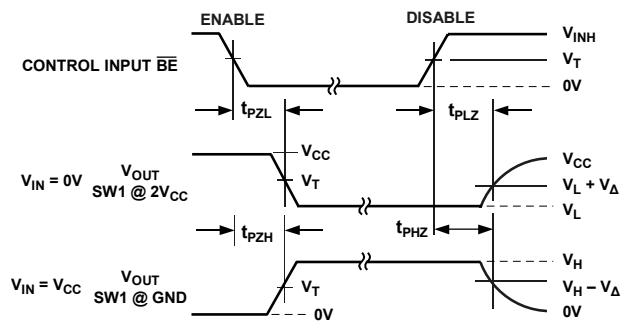 ENABLE DISABLE
V_INH
CONTROL INPUT B̅E̅ V_T
0V
t_PZL t_PLZ
V_CC V_CC
V_IN = 0V V_OUT SW1 @ 2V_CC V_T V_L + V_Δ
V_L
t_PZH t_PHZ
V_H
V_IN = V_CC V_OUT SW1 @ GND V_T V_H – V_Δ
0V 0V